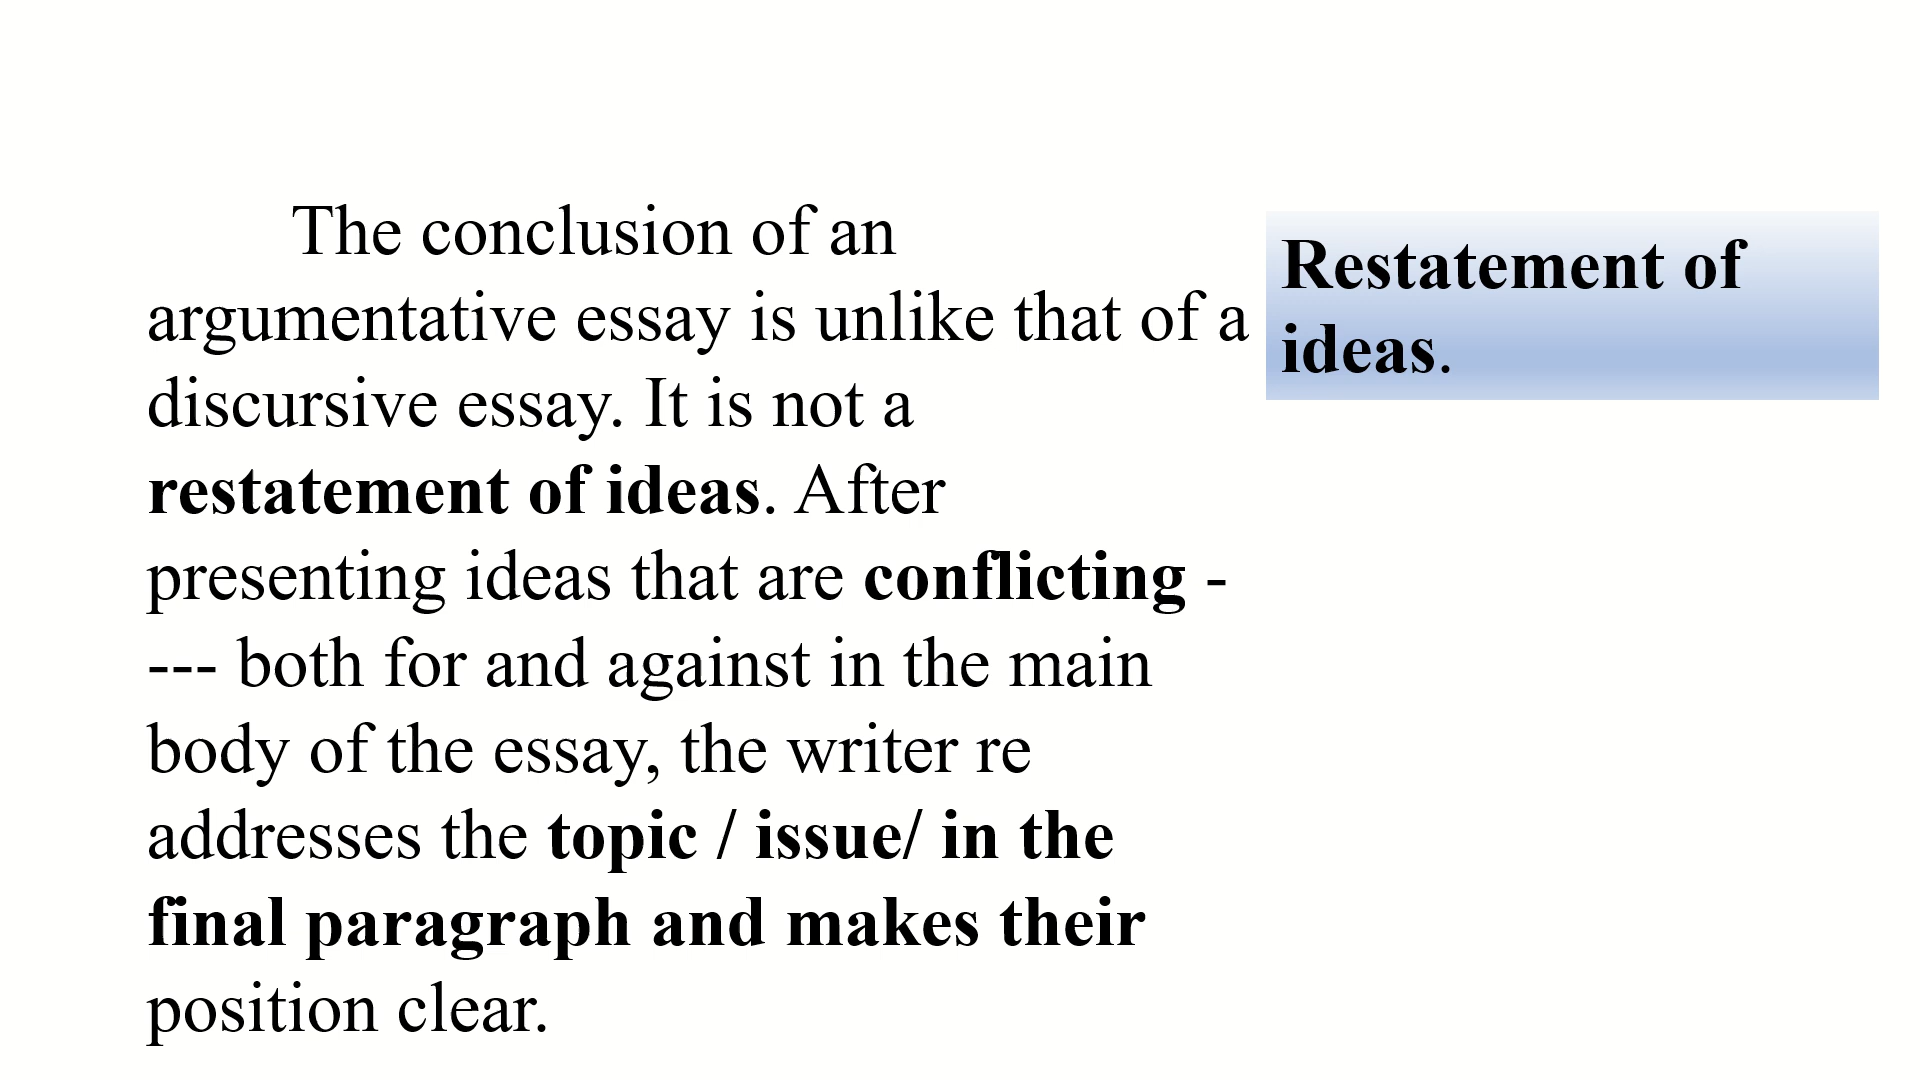 The conclusion of an
argumentative essay is unlike that of a
discursive essay. It is not a
restatement of ideas. After
presenting ideas that are conflicting -
--- both for and against in the main
body of the essay, the writer re
addresses the topic / issue/ in the
final paragraph and makes their
position clear.
Restatement of
ideas.